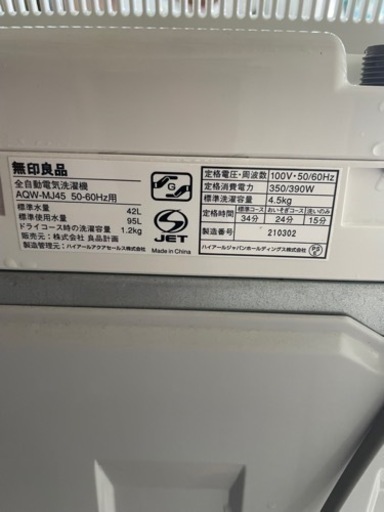 無印良品
全自動電気洗濯機
AQW-MJ45 50-60Hz用
標準水量 42L
標準使用水量 95L
ドライコース時の洗濯容量 1.2kg
販売元：株式会社 良品計画
製造管理元：ハイアールアクアセールス株式会社
G
S
JET
Made in China
定格電圧・周波数 100V・50/60Hz
定格消費電力 350/390W
標準洗濯容量 4.5kg
定格時間 標準コース おいそぎコース 洗いのみ
34分 24分 15分
製造番号 210302
ハイアールジャパンホールディングス株式会社